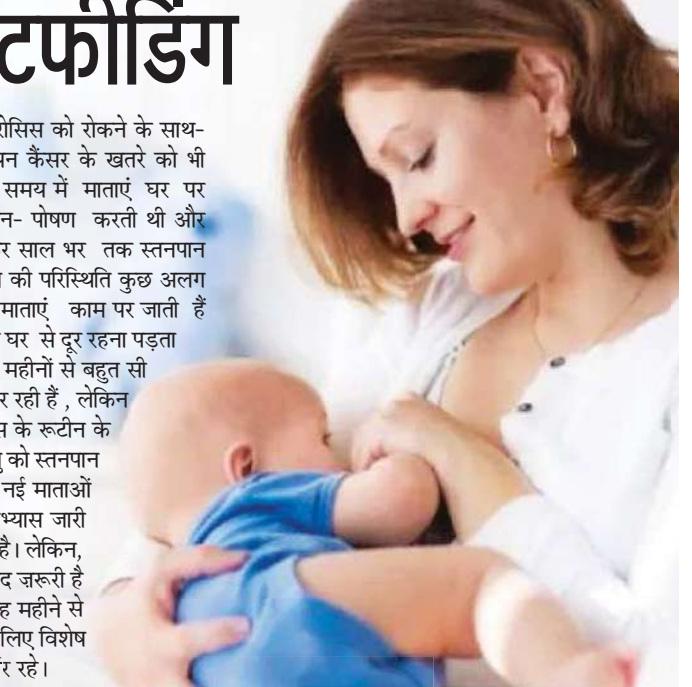 टफीडिंग
रोसिस को रोकने के साथ-
यन कैंसर के खतरे को भी
समय में माताएं घर पर
न- पोषण करती थी और
र साल भर तक स्तनपान
की परिस्थिति कुछ अलग
माताएं काम पर जाती हैं
घर से दूर रहना पड़ता
महीनों से बहुत सी
र रही हैं , लेकिन
स के रूटीन के
को स्तनपान
नई माताओं
भ्यास जारी
है। लेकिन,
द ज़रूरी है
ह महीने से
लिए विशेष
र रहे।